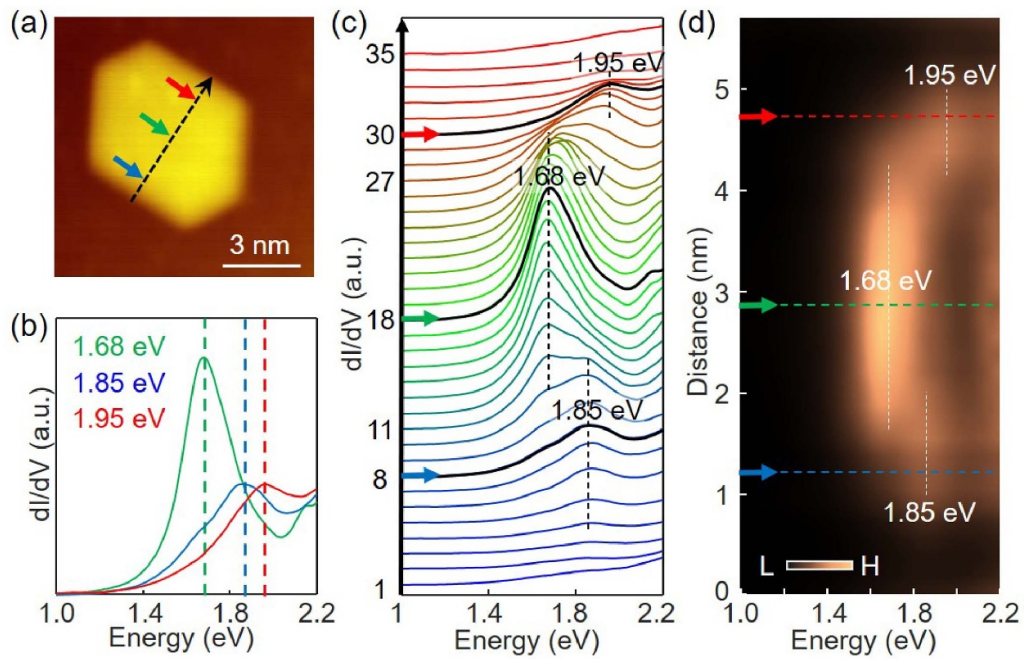 (a)
3 nm
(b)
1.68 eV
1.85 eV
1.95 eV
dI/dV (a.u.)
1.0 1.4 1.8 2.2
Energy (eV)
(c)
35
30
27
18
11
8
1
dI/dV (a.u.)
1.95 eV
1.68 eV
1.85 eV
1 1.4 1.8 2.2
Energy (eV)
(d)
5
4
3
2
1
0
Distance (nm)
1.95 eV
1.68 eV
1.85 eV
L H
1.0 1.4 1.8 2.2
Energy (eV)